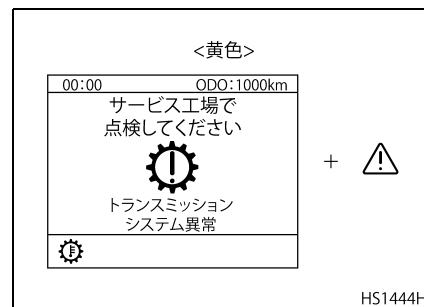 <黄色>
00:00 ODO:1000km
サービス工場で
点検してください
トランスミッション
システム異常
+
HS1444H